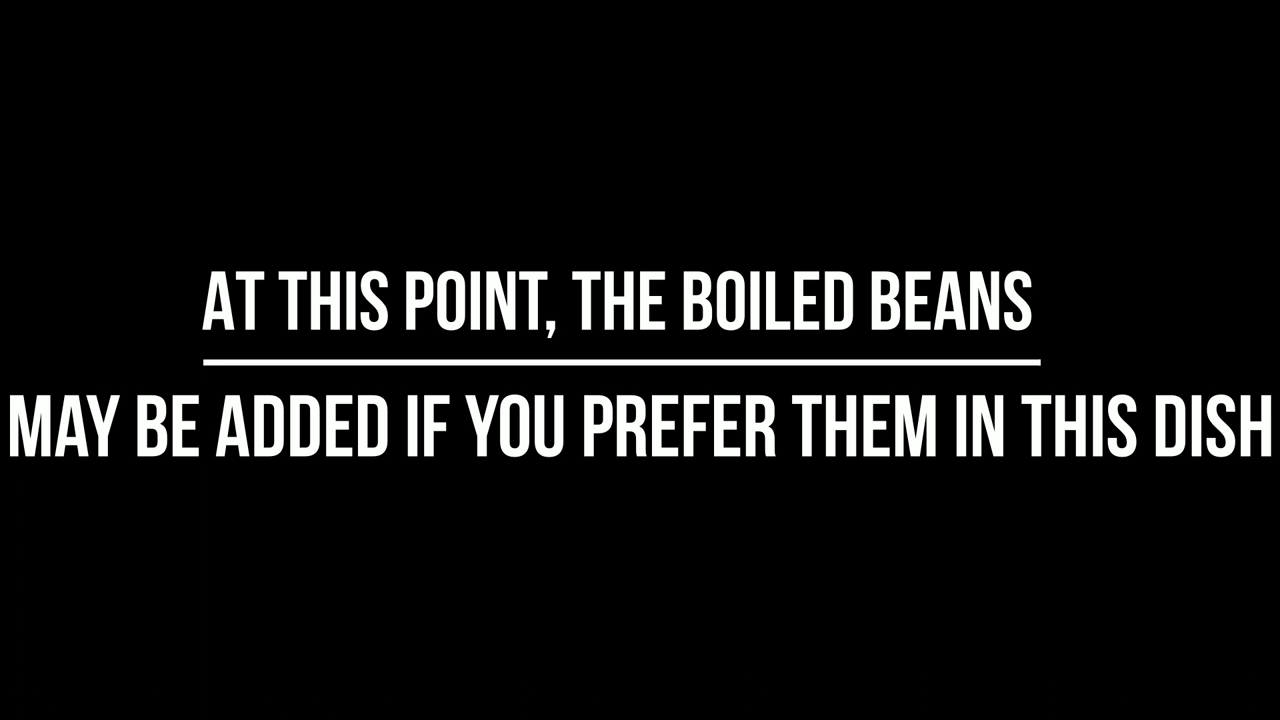 AT THIS POINT, THE BOILED BEANS
MAY BE ADDED IF YOU PREFER THEM IN THIS DISH